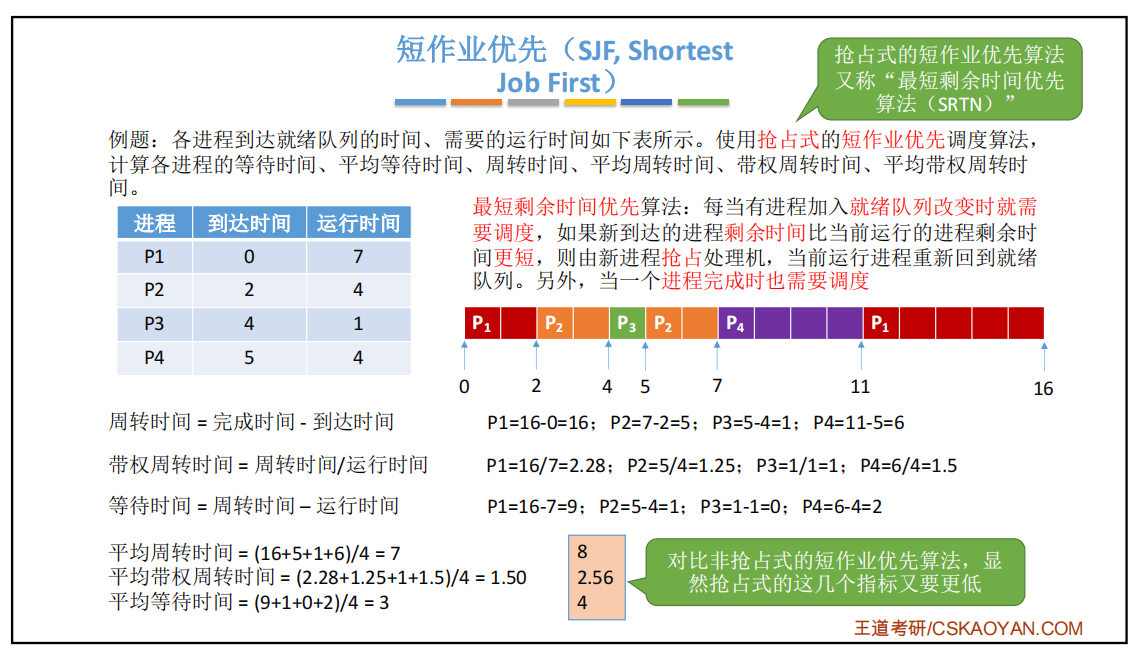 短作业优先（SJF, Shortest
Job First）
抢占式的短作业优先算法
又称“最短剩余时间优先
算法（SRTN）”
例题：各进程到达就绪队列的时间、需要的运行时间如下表所示。使用抢占式的短作业优先调度算法，
计算各进程的等待时间、平均等待时间、周转时间、平均周转时间、带权周转时间、平均带权周转时
间。
进程 到达时间 运行时间
P1 0 7
P2 2 4
P3 4 1
P4 5 4
最短剩余时间优先算法：每当有进程加入就绪队列改变时就需
要调度，如果新到达的进程剩余时间比当前运行的进程剩余时
间更短，则由新进程抢占处理机，当前运行进程重新回到就绪
队列。另外，当一个进程完成时也需要调度
P1 P2 P3 P2 P4 P1
0 2 4 5 7 11 16
周转时间 = 完成时间 - 到达时间 P1=16-0=16；P2=7-2=5；P3=5-4=1；P4=11-5=6
带权周转时间 = 周转时间/运行时间 P1=16/7=2.28；P2=5/4=1.25；P3=1/1=1；P4=6/4=1.5
等待时间 = 周转时间 – 运行时间 P1=16-7=9；P2=5-4=1；P3=1-1=0；P4=6-4=2
平均周转时间 = (16+5+1+6)/4 = 7
平均带权周转时间 = (2.28+1.25+1+1.5)/4 = 1.50
平均等待时间 = (9+1+0+2)/4 = 3
8
2.56
4
对比非抢占式的短作业优先算法，显
然抢占式的这几个指标又要更低
王道考研/CSKAOYAN.COM